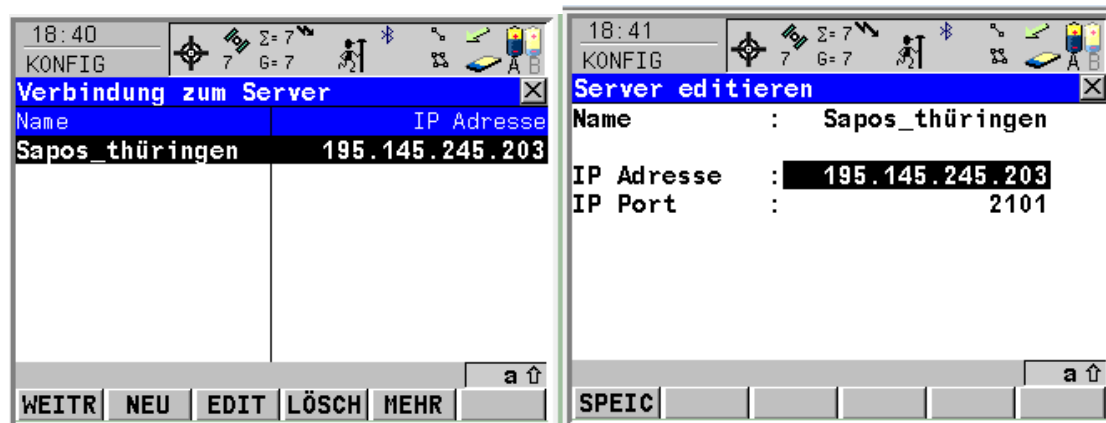 18:40
KONFIG
Σ= 7
7 G= 7
A B
Verbindung zum Server
Name IP Adresse
Sapos_thüringen 195.145.245.203
a
WEITR NEU EDIT LÖSCH MEHR
18:41
KONFIG
Σ= 7
7 G= 7
A B
Server editieren
Name : Sapos_thüringen
IP Adresse : 195.145.245.203
IP Port : 2101
a
SPEIC